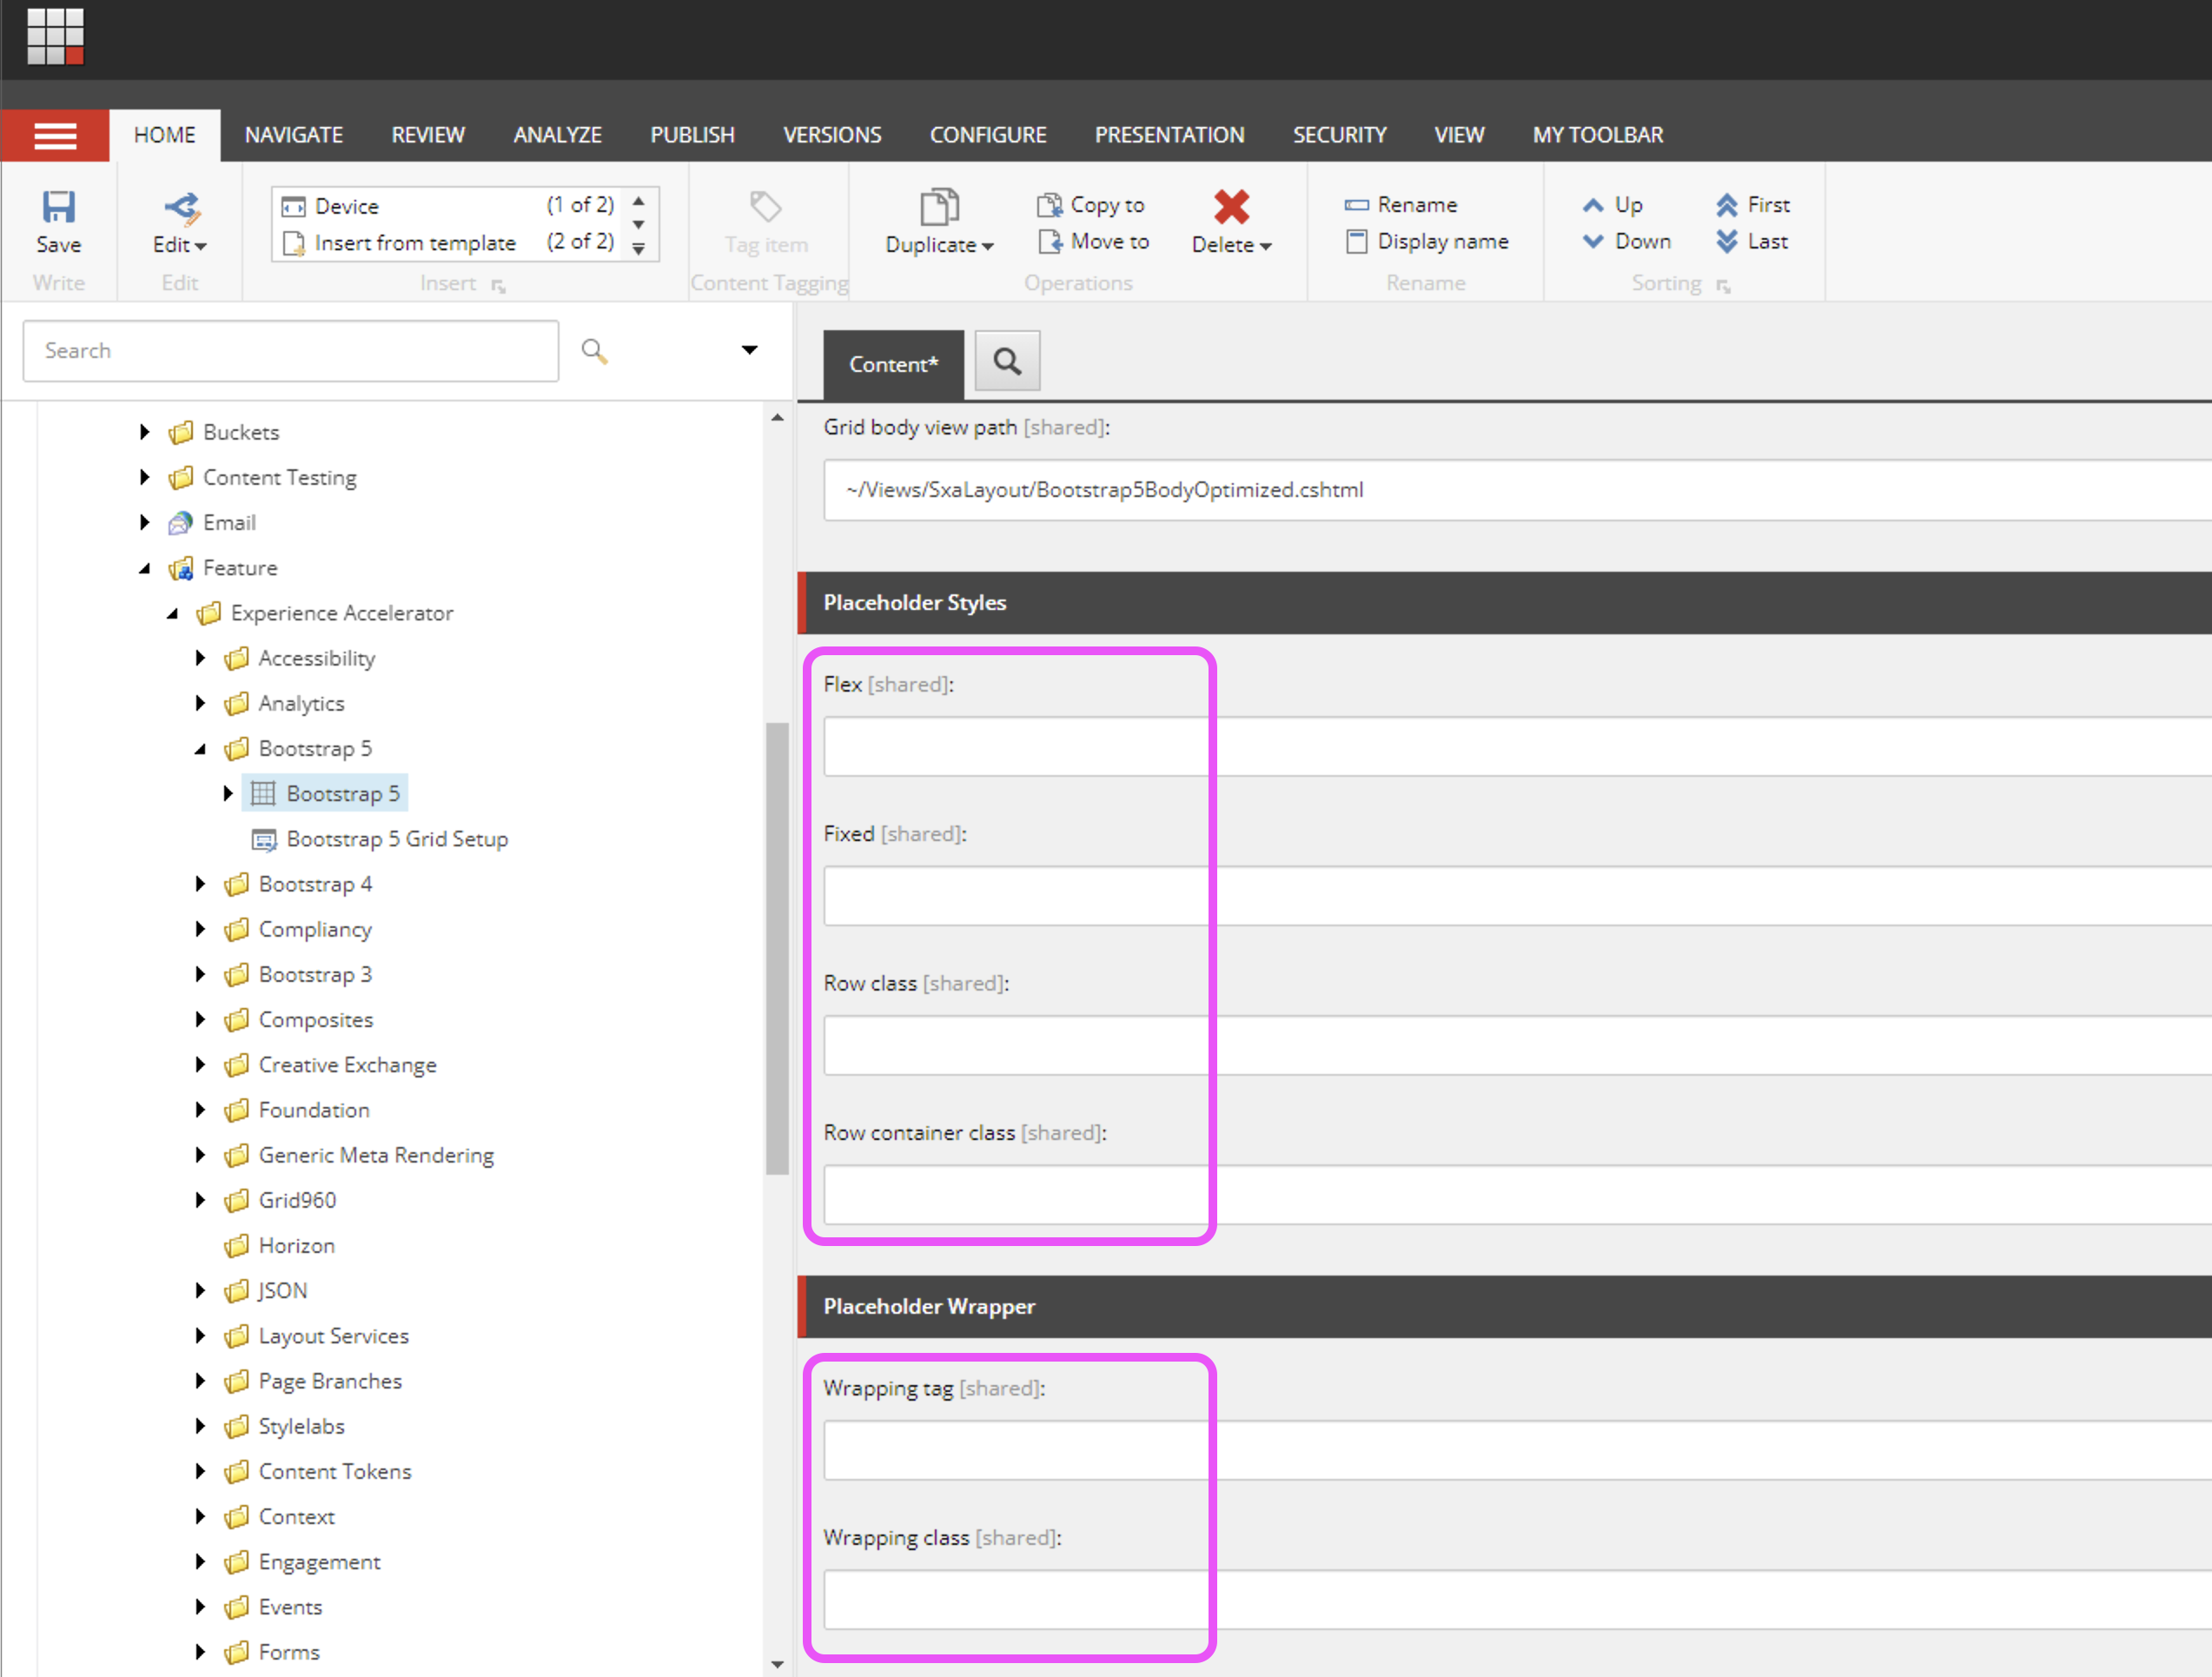 HOME NAVIGATE REVIEW ANALYZE PUBLISH VERSIONS CONFIGURE PRESENTATION SECURITY VIEW MY TOOLBAR
Device (1 of 2)
Insert from template (2 of 2)
Save
Edit
Tag item
Duplicate
Copy to
Move to
Delete
Rename
Display name
Up
Down
First
Last
Write Edit Insert Content Tagging Operations Rename Sorting
Search
Buckets
Content Testing
Email
Feature
Experience Accelerator
Accessibility
Analytics
Bootstrap 5
Bootstrap 5
Bootstrap 5 Grid Setup
Bootstrap 4
Compliancy
Bootstrap 3
Composites
Creative Exchange
Foundation
Generic Meta Rendering
Grid960
Horizon
JSON
Layout Services
Page Branches
Stylelabs
Content Tokens
Context
Engagement
Events
Forms
Content*
Grid body view path [shared]:
~/Views/SxaLayout/Bootstrap5BodyOptimized.cshtml
Placeholder Styles
Flex [shared]:
Fixed [shared]:
Row class [shared]:
Row container class [shared]:
Placeholder Wrapper
Wrapping tag [shared]:
Wrapping class [shared]: